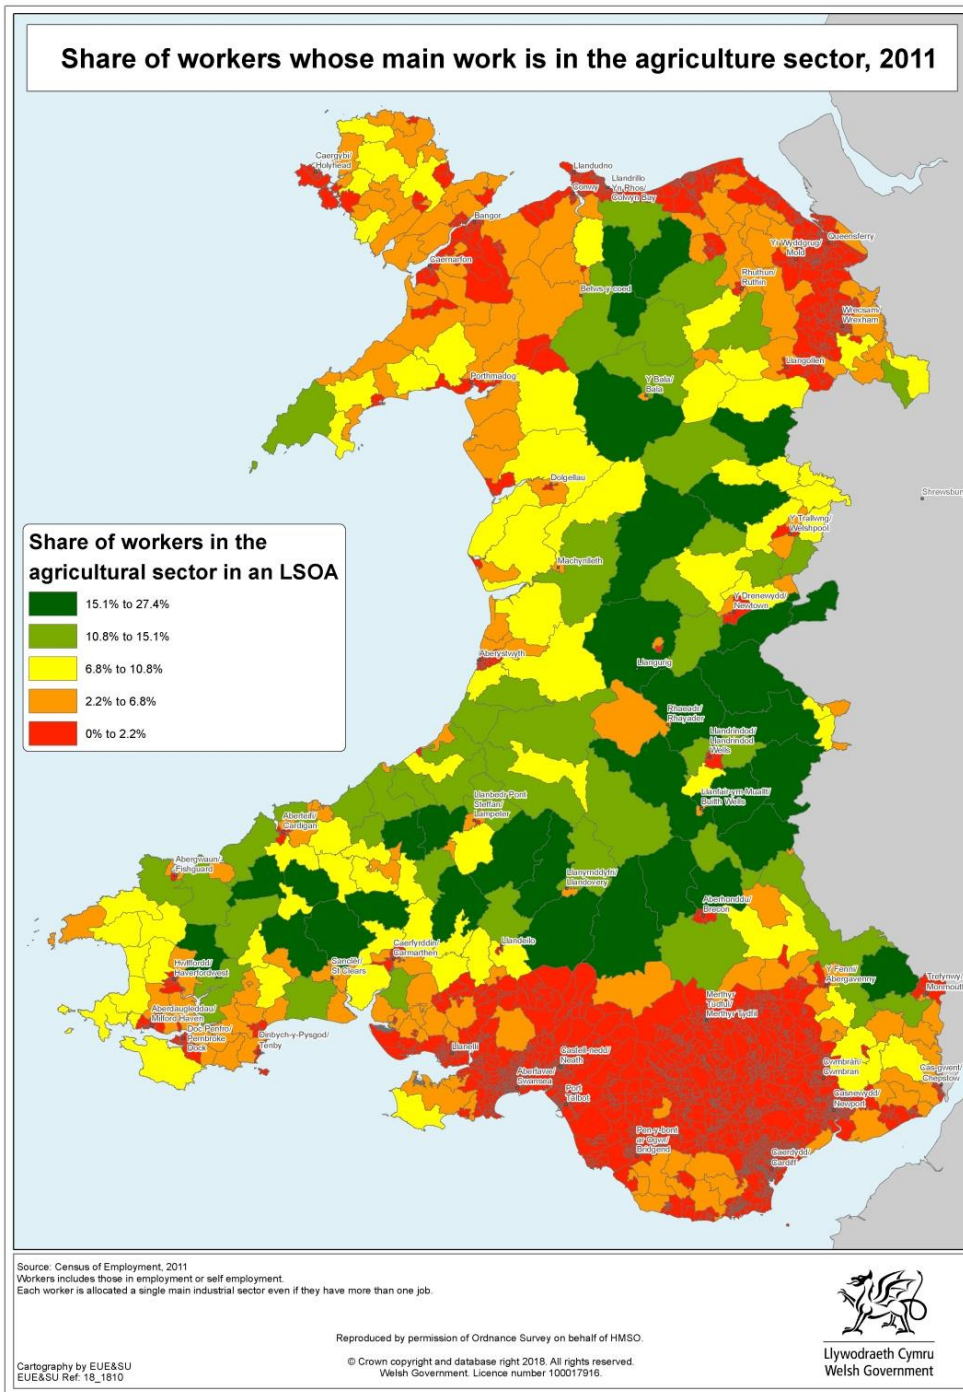 Share of workers whose main work is in the agriculture sector, 2011
Caergybi/
Holyhead
Llandudno
Conwy
Llandrillo
Yn Rhos/
Colwyn Bay
Bangor
Yr Wyddgrug/
Mold
Queensferry
Caernarfon
Betws-y-coed
Rhuthun/
Ruthin
Wrecsam/
Wrexham
Llangollen
Porthmadog
Y Bala/
Bala
Dolgellau
Shrewsbur
Y Trallwng/
Welshpool
Machynlleth
Y Drenewydd/
Newtown
Aberystwyth
Llangurig
Rhaeadr/
Rhayader
Llandrindod/
Llandrindod
Wells
Llanfair-ym-Muallt/
Builth Wells
Share of workers in the
agricultural sector in an LSOA
15.1% to 27.4%
10.8% to 15.1%
6.8% to 10.8%
2.2% to 6.8%
0% to 2.2%
Llanbedr Pont
Steffan/
Lampeter
Aberteifi/
Cardigan
Abergwaun/
Fishguard
Llanymddyfri/
Llandovery
Aberhonddu/
Brecon
Hwlffordd/
Haverfordwest
Sanclêr/
St Clears
Caerfyrddin/
Carmarthen
Llandeilo
Y Fenni/
Abergavenny
Trefynwy/
Monmouth
Aberdaugleddau/
Milford Haven
Doc Penfro/
Pembroke
Dock
Dinbych-y-Pysgod/
Tenby
Merthyr
Tudful/
Merthyr Tydfil
Llanelli
Abertawe/
Swansea
Castell-nedd/
Neath
Port
Talbot
Cwmbrân/
Cwmbran
Cas-gwent/
Chepstow
Casnewydd/
Newport
Pen-y-bont
ar Ogwr/
Bridgend
Caerdydd/
Cardiff
Source: Census of Employment, 2011
Workers includes those in employment or self employment.
Each worker is allocated a single main industrial sector even if they have more than one job.
Reproduced by permission of Ordnance Survey on behalf of HMSO.
© Crown copyright and database right 2018. All rights reserved.
Welsh Government. Licence number 100017916.
Cartography by EUE&SU
EUE&SU Ref: 18_1810
Llywodraeth Cymru
Welsh Government